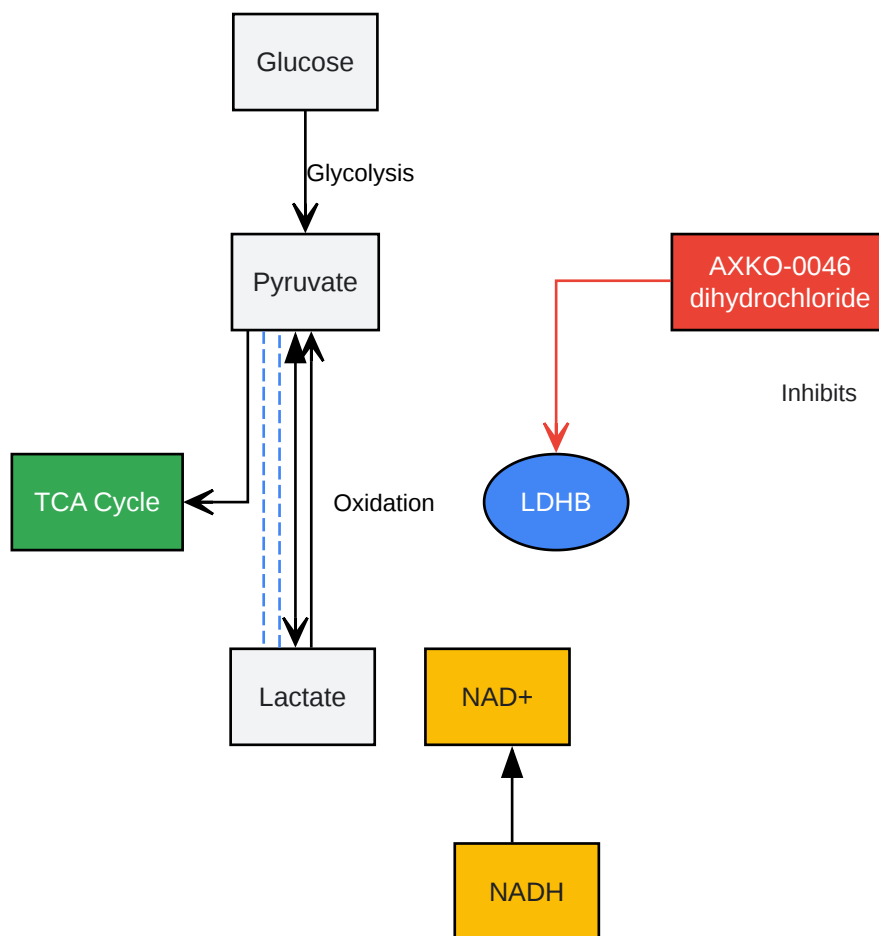 Glucose
Glycolysis
Pyruvate
AXKO-0046
dihydrochloride
Inhibits
TCA Cycle
Oxidation
LDHB
Lactate
NAD+
NADH